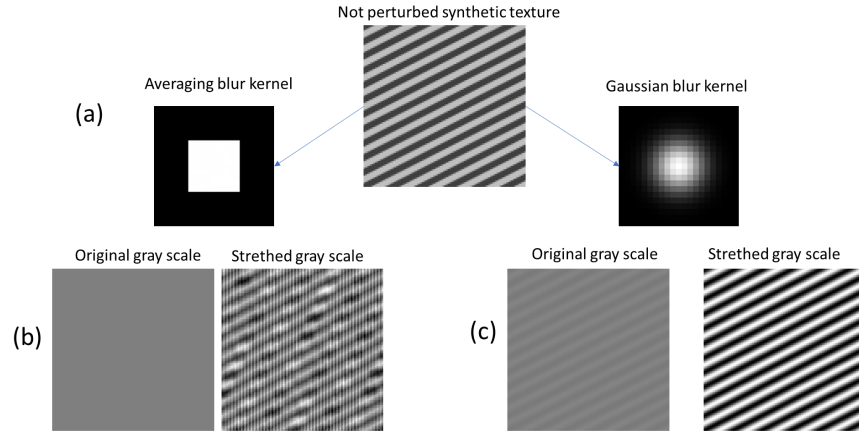 Not perturbed synthetic texture
Averaging blur kernel
Gaussian blur kernel
(a)
Original gray scale
Strethed gray scale
Original gray scale
Strethed gray scale
(b)
(c)